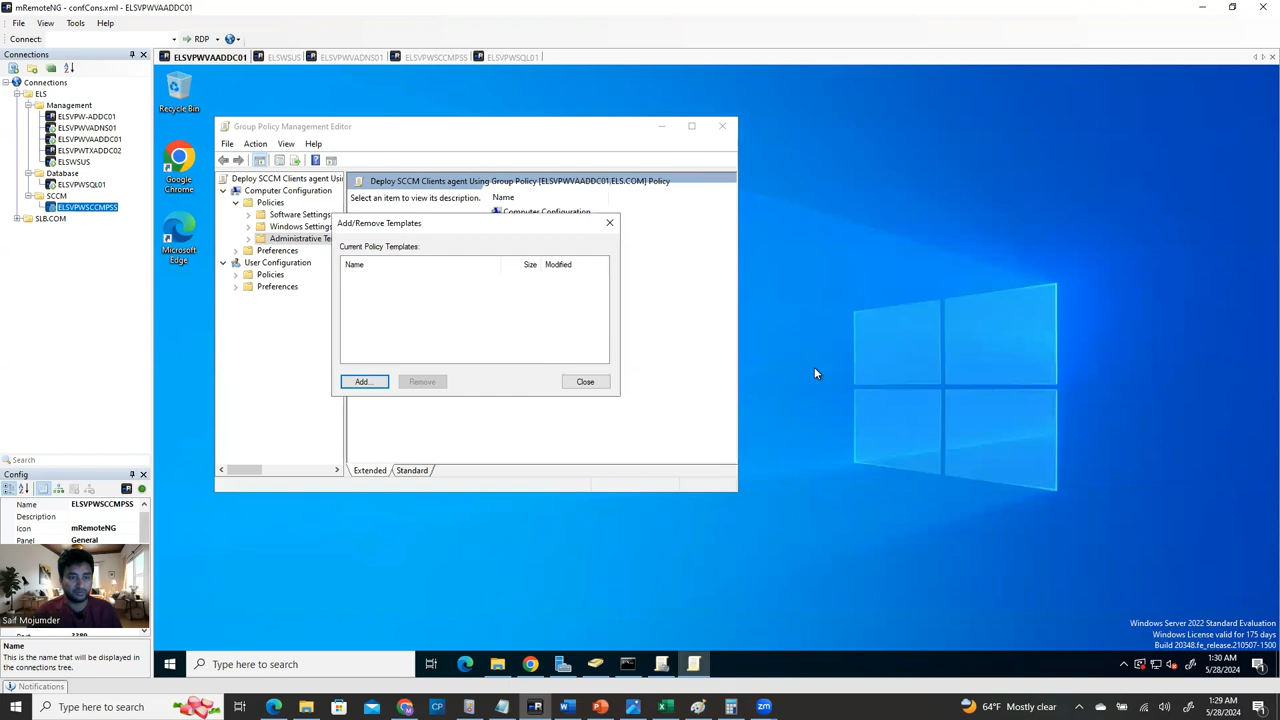 mRemoteNG - confCons.xml - ELSVPWVAADDC01
File View Tools Help
Connect: RDP
Connections
ELSVPWVAADDC01 ELSWSUS ELSVPWVADNS01 ELSVPWSCCMPSS ELSVPWSQL01
Connections
ELS
Management
ELSVPW-ADDC01
ELSVPWVADNS01
ELSVPWVAADDC01
ELSVPWTXADDC02
ELSWSUS
Database
ELSVPWSQL01
SCCM
ELSVPWSCCMPSS
SLB.COM
Search
Config
Name ELSVPWSCCMPSS
Description
Icon mRemoteNG
Panel General
Saif Mojumder
Name
This is the name that will be displayed in the connections tree.
Notifications
Recycle Bin
Google Chrome
Microsoft Edge
Group Policy Management Editor
File Action View Help
Deploy SCCM Clients agent Usi
Computer Configuration
Policies
Software Settings
Windows Settings
Administrative Te
Preferences
User Configuration
Policies
Preferences
Deploy SCCM Clients agent Using Group Policy [ELSVPWVAADDC01.ELS.COM] Policy
Select an item to view its description. Name
Computer Configuration
Add/Remove Templates
Current Policy Templates:
Name Size Modified
Add... Remove Close
Extended Standard
Windows Server 2022 Standard Evaluation
Windows License valid for 175 days
Build 20348.fe_release.210507-1500
Type here to search
1:30 AM
5/28/2024
Type here to search
64°F Mostly clear
1:29 AM
5/28/2024